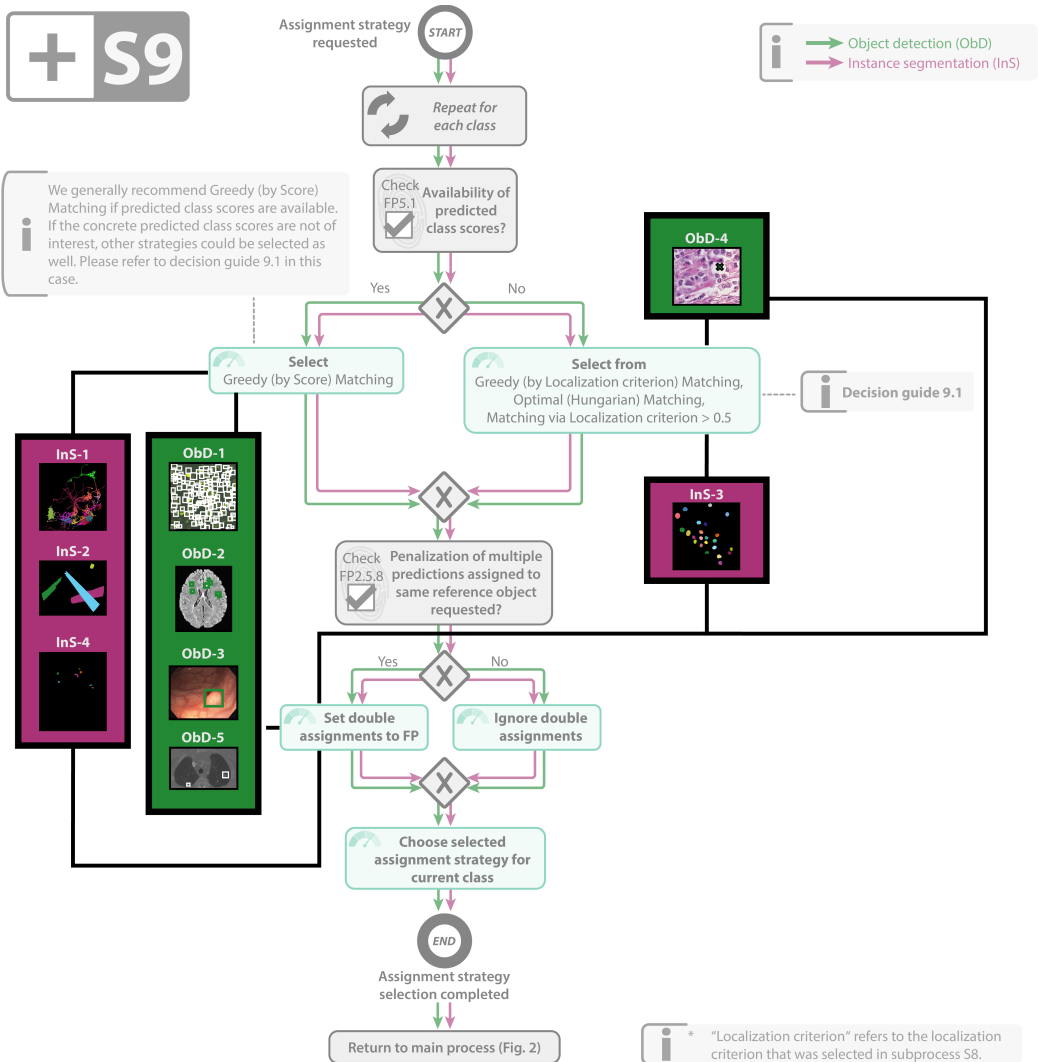 + S9
Assignment strategy
requested
START
Object detection (ObD)
Instance segmentation (InS)
Repeat for
each class
We generally recommend Greedy (by Score)
Matching if predicted class scores are available.
If the concrete predicted class scores are not of
interest, other strategies could be selected as
well. Please refer to decision guide 9.1 in this
case.
Check
FP5.1
Availability of
predicted
class scores?
ObD-4
Yes
No
X
Select
Greedy (by Score) Matching
Select from
Greedy (by Localization criterion) Matching,
Optimal (Hungarian) Matching,
Matching via Localization criterion > 0.5
Decision guide 9.1
InS-1
InS-2
InS-4
ObD-1
ObD-2
ObD-3
ObD-5
X
InS-3
Check
FP2.5.8
Penalization of multiple
predictions assigned to
same reference object
requested?
Yes
No
X
Set double
assignments to FP
Ignore double
assignments
X
Choose selected
assignment strategy for
current class
END
Assignment strategy
selection completed
Return to main process (Fig. 2)
* "Localization criterion" refers to the localization
criterion that was selected in subprocess S8.